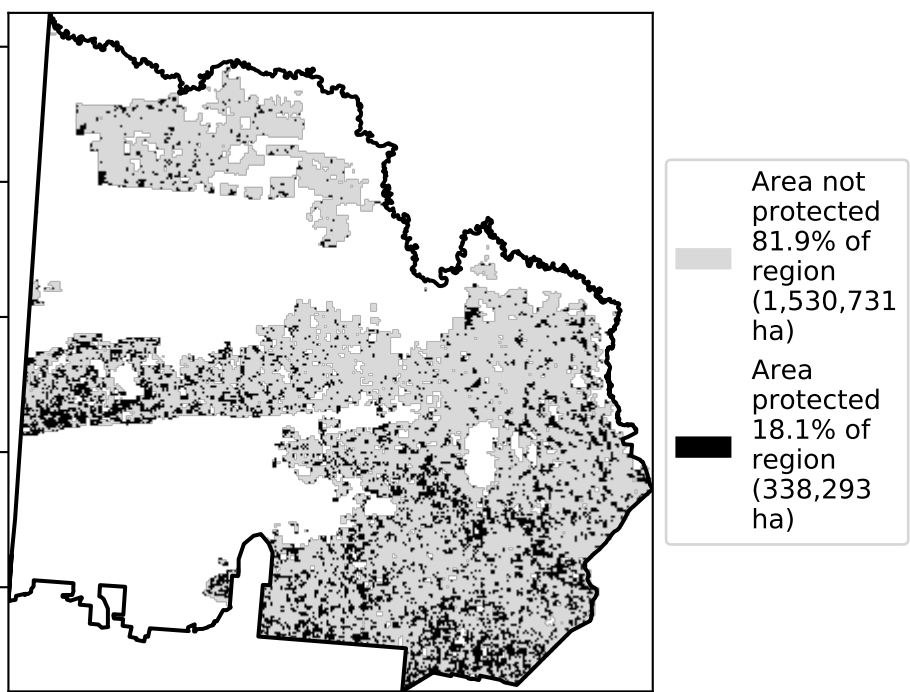 Area not
protected
81.9% of
region
(1,530,731
ha)
Area
protected
18.1% of
region
(338,293
ha)